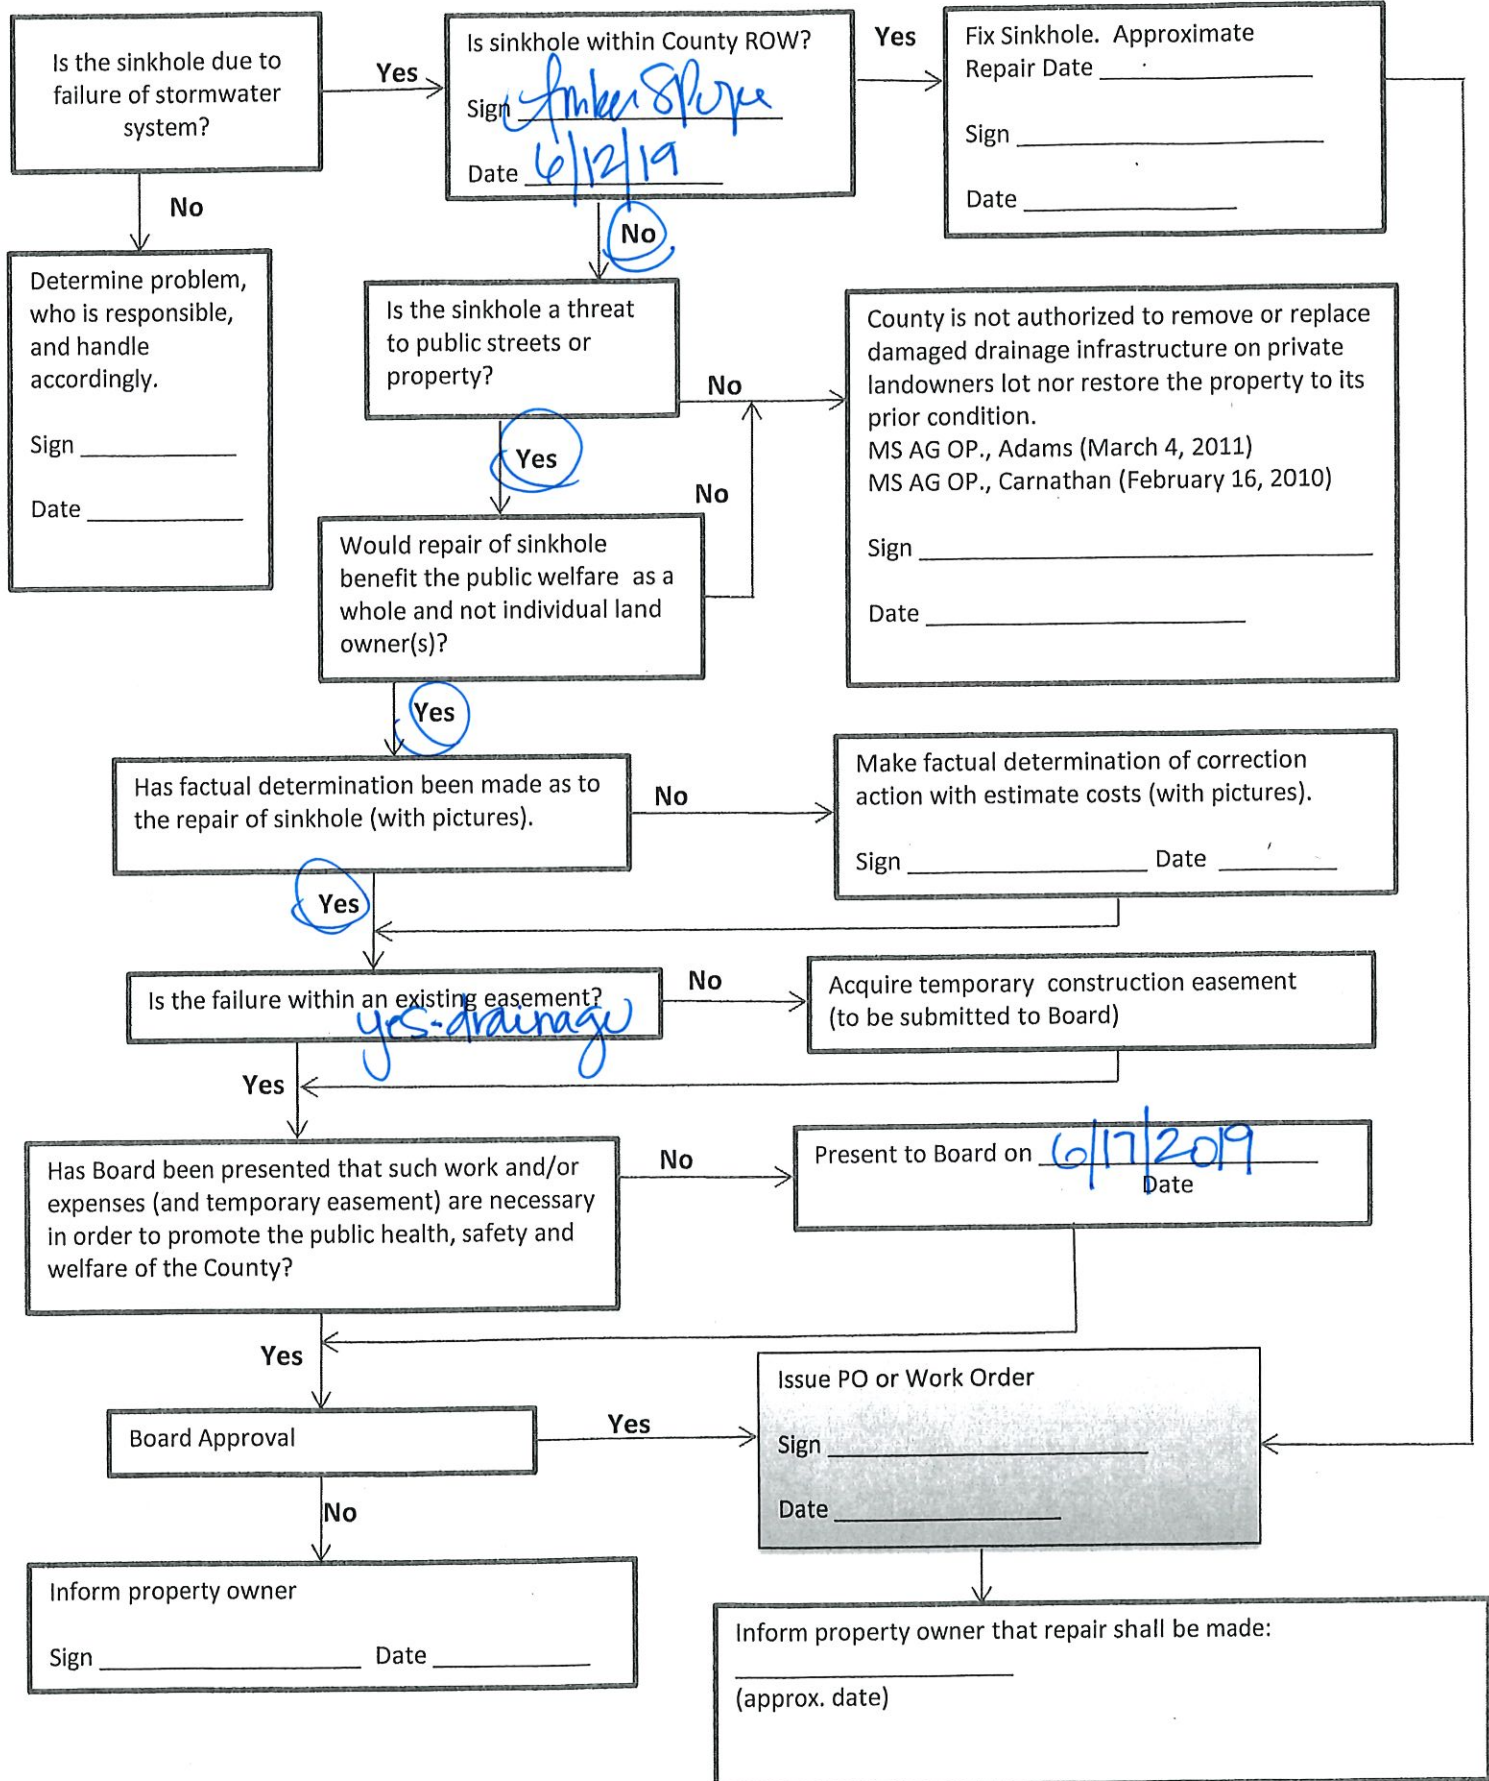 Is the sinkhole due to
failure of stormwater
system?
Yes
Is sinkhole within County ROW?
Sign Amber S Pope
Date 6/12/19
Yes
Fix Sinkhole. Approximate
Repair Date
Sign
Date
No
No
Determine problem,
who is responsible,
and handle
accordingly.
Sign
Date
Is the sinkhole a threat
to public streets or
property?
No
County is not authorized to remove or replace
damaged drainage infrastructure on private
landowners lot nor restore the property to its
prior condition.
MS AG OP., Adams (March 4, 2011)
MS AG OP., Carnathan (February 16, 2010)
Sign
Date
Yes
No
Would repair of sinkhole
benefit the public welfare as a
whole and not individual land
owner(s)?
Yes
Has factual determination been made as to
the repair of sinkhole (with pictures).
No
Make factual determination of correction
action with estimate costs (with pictures).
Sign Date
Yes
Is the failure within an existing easement?
yes-drainage
No
Acquire temporary construction easement
(to be submitted to Board)
Yes
Has Board been presented that such work and/or
expenses (and temporary easement) are necessary
in order to promote the public health, safety and
welfare of the County?
No
Present to Board on 6/17/2019
Date
Yes
Board Approval
Yes
Issue PO or Work Order
Sign
Date
No
Inform property owner
Sign Date
Inform property owner that repair shall be made:
(approx. date)